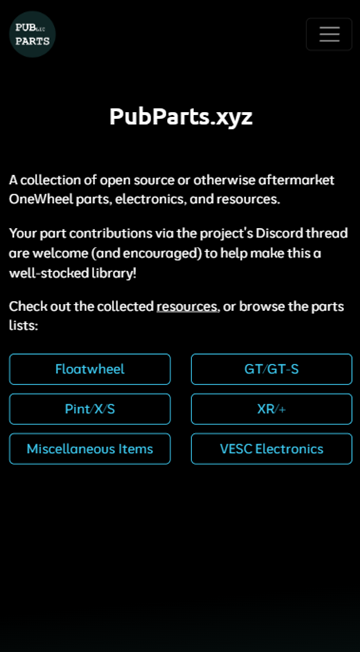 PUB
PARTS
PubParts.xyz
A collection of open source or otherwise aftermarket
OneWheel parts, electronics, and resources.
Your part contributions via the project's Discord thread
are welcome (and encouraged) to help make this a
well-stocked library!
Check out the collected resources, or browse the parts
lists:
Floatwheel
GT/GT-S
Pint/X/S
XR/+
Miscellaneous Items
VESC Electronics